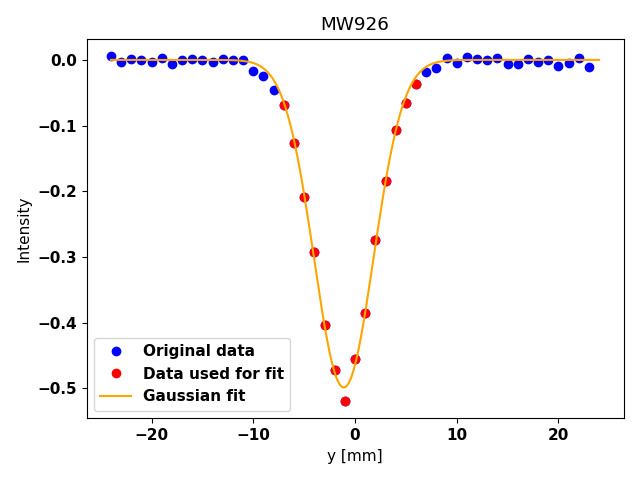 MW926
0.0
−0.1
−0.2
−0.3
−0.4
−0.5
Intensity
Original data
Data used for fit
Gaussian fit
−20
−10
0
10
20
y [mm]